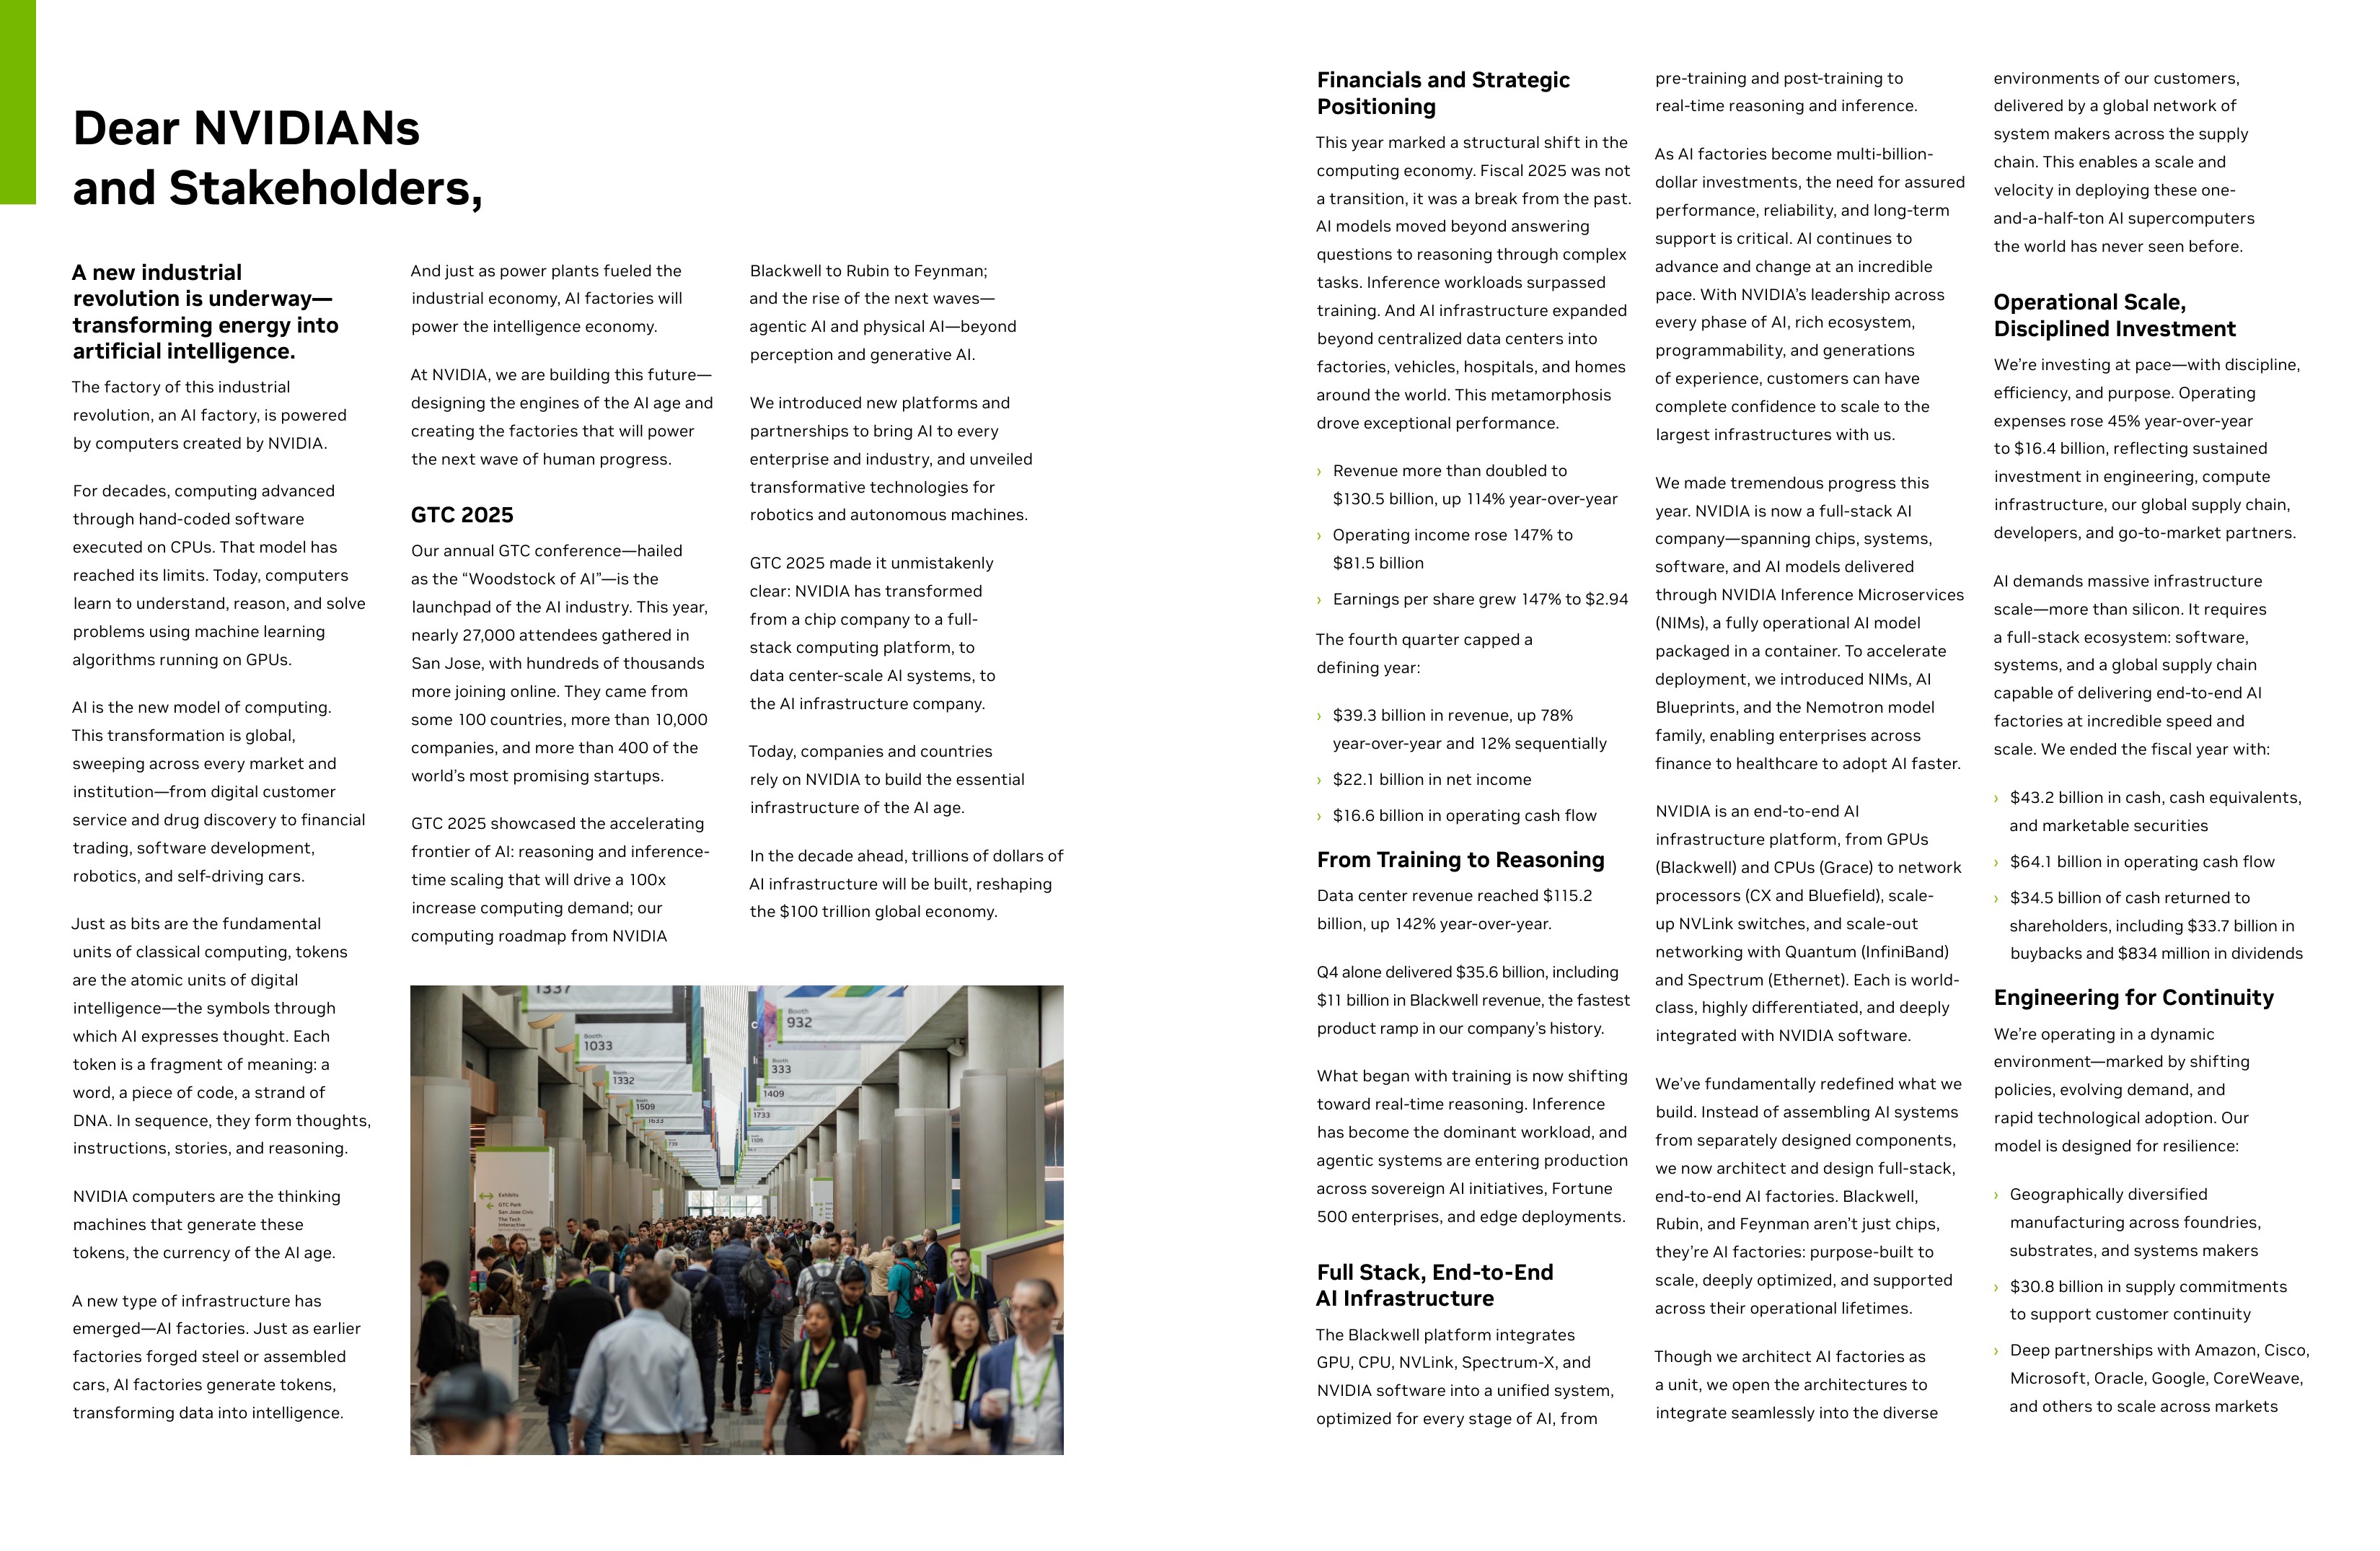 Dear NVIDIANs
and Stakeholders,
A new industrial
revolution is underway—
transforming energy into
artificial intelligence.
The factory of this industrial
revolution, an AI factory, is powered
by computers created by NVIDIA.
For decades, computing advanced
through hand-coded software
executed on CPUs. That model has
reached its limits. Today, computers
learn to understand, reason, and solve
problems using machine learning
algorithms running on GPUs.
AI is the new model of computing.
This transformation is global,
sweeping across every market and
institution—from digital customer
service and drug discovery to financial
trading, software development,
robotics, and self-driving cars.
Just as bits are the fundamental
units of classical computing, tokens
are the atomic units of digital
intelligence—the symbols through
which AI expresses thought. Each
token is a fragment of meaning: a
word, a piece of code, a strand of
DNA. In sequence, they form thoughts,
instructions, stories, and reasoning.
NVIDIA computers are the thinking
machines that generate these
tokens, the currency of the AI age.
A new type of infrastructure has
emerged—AI factories. Just as earlier
factories forged steel or assembled
cars, AI factories generate tokens,
transforming data into intelligence.
And just as power plants fueled the
industrial economy, AI factories will
power the intelligence economy.
At NVIDIA, we are building this future—
designing the engines of the AI age and
creating the factories that will power
the next wave of human progress.
GTC 2025
Our annual GTC conference—hailed
as the “Woodstock of AI”—is the
launchpad of the AI industry. This year,
nearly 27,000 attendees gathered in
San Jose, with hundreds of thousands
more joining online. They came from
some 100 countries, more than 10,000
companies, and more than 400 of the
world’s most promising startups.
GTC 2025 showcased the accelerating
frontier of AI: reasoning and inference-
time scaling that will drive a 100x
increase computing demand; our
computing roadmap from NVIDIA
Blackwell to Rubin to Feynman;
and the rise of the next waves—
agentic AI and physical AI—beyond
perception and generative AI.
We introduced new platforms and
partnerships to bring AI to every
enterprise and industry, and unveiled
transformative technologies for
robotics and autonomous machines.
GTC 2025 made it unmistakenly
clear: NVIDIA has transformed
from a chip company to a full-
stack computing platform, to
data center-scale AI systems, to
the AI infrastructure company.
Today, companies and countries
rely on NVIDIA to build the essential
infrastructure of the AI age.
In the decade ahead, trillions of dollars of
AI infrastructure will be built, reshaping
the $100 trillion global economy.
1337
Booth
1033
Booth
1332
Booth
1509
1633
Booth
932
Booth
333
1409
1733
Exhibits
GTC Park
San Jose Civic
The Tech
Interactive
Financials and Strategic
Positioning
This year marked a structural shift in the
computing economy. Fiscal 2025 was not
a transition, it was a break from the past.
AI models moved beyond answering
questions to reasoning through complex
tasks. Inference workloads surpassed
training. And AI infrastructure expanded
beyond centralized data centers into
factories, vehicles, hospitals, and homes
around the world. This metamorphosis
drove exceptional performance.
› Revenue more than doubled to
$130.5 billion, up 114% year-over-year
› Operating income rose 147% to
$81.5 billion
› Earnings per share grew 147% to $2.94
The fourth quarter capped a
defining year:
› $39.3 billion in revenue, up 78%
year-over-year and 12% sequentially
› $22.1 billion in net income
› $16.6 billion in operating cash flow
From Training to Reasoning
Data center revenue reached $115.2
billion, up 142% year-over-year.
Q4 alone delivered $35.6 billion, including
$11 billion in Blackwell revenue, the fastest
product ramp in our company’s history.
What began with training is now shifting
toward real-time reasoning. Inference
has become the dominant workload, and
agentic systems are entering production
across sovereign AI initiatives, Fortune
500 enterprises, and edge deployments.
Full Stack, End-to-End
AI Infrastructure
The Blackwell platform integrates
GPU, CPU, NVLink, Spectrum-X, and
NVIDIA software into a unified system,
optimized for every stage of AI, from
pre-training and post-training to
real-time reasoning and inference.
As AI factories become multi-billion-
dollar investments, the need for assured
performance, reliability, and long-term
support is critical. AI continues to
advance and change at an incredible
pace. With NVIDIA’s leadership across
every phase of AI, rich ecosystem,
programmability, and generations
of experience, customers can have
complete confidence to scale to the
largest infrastructures with us.
We made tremendous progress this
year. NVIDIA is now a full-stack AI
company—spanning chips, systems,
software, and AI models delivered
through NVIDIA Inference Microservices
(NIMs), a fully operational AI model
packaged in a container. To accelerate
deployment, we introduced NIMs, AI
Blueprints, and the Nemotron model
family, enabling enterprises across
finance to healthcare to adopt AI faster.
NVIDIA is an end-to-end AI
infrastructure platform, from GPUs
(Blackwell) and CPUs (Grace) to network
processors (CX and Bluefield), scale-
up NVLink switches, and scale-out
networking with Quantum (InfiniBand)
and Spectrum (Ethernet). Each is world-
class, highly differentiated, and deeply
integrated with NVIDIA software.
We’ve fundamentally redefined what we
build. Instead of assembling AI systems
from separately designed components,
we now architect and design full-stack,
end-to-end AI factories. Blackwell,
Rubin, and Feynman aren’t just chips,
they’re AI factories: purpose-built to
scale, deeply optimized, and supported
across their operational lifetimes.
Though we architect AI factories as
a unit, we open the architectures to
integrate seamlessly into the diverse
environments of our customers,
delivered by a global network of
system makers across the supply
chain. This enables a scale and
velocity in deploying these one-
and-a-half-ton AI supercomputers
the world has never seen before.
Operational Scale,
Disciplined Investment
We’re investing at pace—with discipline,
efficiency, and purpose. Operating
expenses rose 45% year-over-year
to $16.4 billion, reflecting sustained
investment in engineering, compute
infrastructure, our global supply chain,
developers, and go-to-market partners.
AI demands massive infrastructure
scale—more than silicon. It requires
a full-stack ecosystem: software,
systems, and a global supply chain
capable of delivering end-to-end AI
factories at incredible speed and
scale. We ended the fiscal year with:
› $43.2 billion in cash, cash equivalents,
and marketable securities
› $64.1 billion in operating cash flow
› $34.5 billion of cash returned to
shareholders, including $33.7 billion in
buybacks and $834 million in dividends
Engineering for Continuity
We’re operating in a dynamic
environment—marked by shifting
policies, evolving demand, and
rapid technological adoption. Our
model is designed for resilience:
› Geographically diversified
manufacturing across foundries,
substrates, and systems makers
› $30.8 billion in supply commitments
to support customer continuity
› Deep partnerships with Amazon, Cisco,
Microsoft, Oracle, Google, CoreWeave,
and others to scale across markets